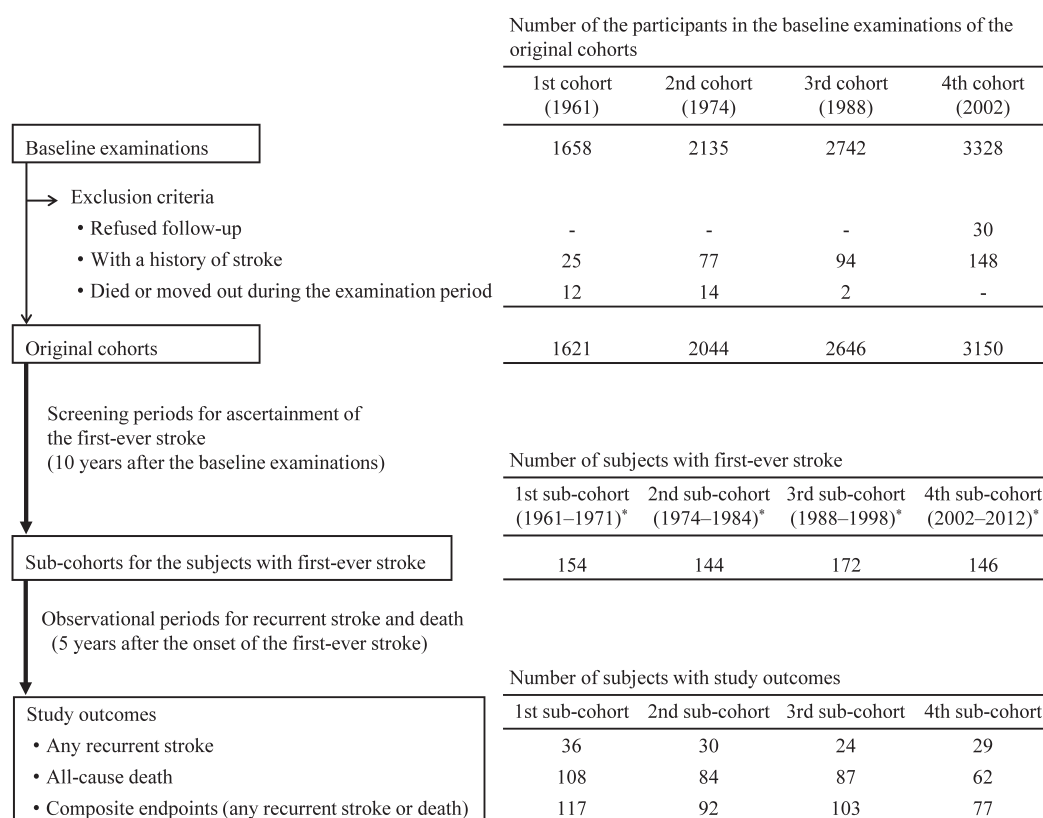 Number of the participants in the baseline examinations of the
original cohorts
1st cohort 2nd cohort 3rd cohort 4th cohort
(1961) (1974) (1988) (2002)
Baseline examinations 1658 2135 2742 3328
Exclusion criteria
• Refused follow-up - - - 30
• With a history of stroke 25 77 94 148
• Died or moved out during the examination period 12 14 2 -
Original cohorts 1621 2044 2646 3150
Screening periods for ascertainment of
the first-ever stroke
(10 years after the baseline examinations)
Number of subjects with first-ever stroke
1st sub-cohort 2nd sub-cohort 3rd sub-cohort 4th sub-cohort
(1961–1971)* (1974–1984)* (1988–1998)* (2002–2012)*
Sub-cohorts for the subjects with first-ever stroke 154 144 172 146
Observational periods for recurrent stroke and death
(5 years after the onset of the first-ever stroke)
Number of subjects with study outcomes
Study outcomes 1st sub-cohort 2nd sub-cohort 3rd sub-cohort 4th sub-cohort
• Any recurrent stroke 36 30 24 29
• All-cause death 108 84 87 62
• Composite endpoints (any recurrent stroke or death) 117 92 103 77